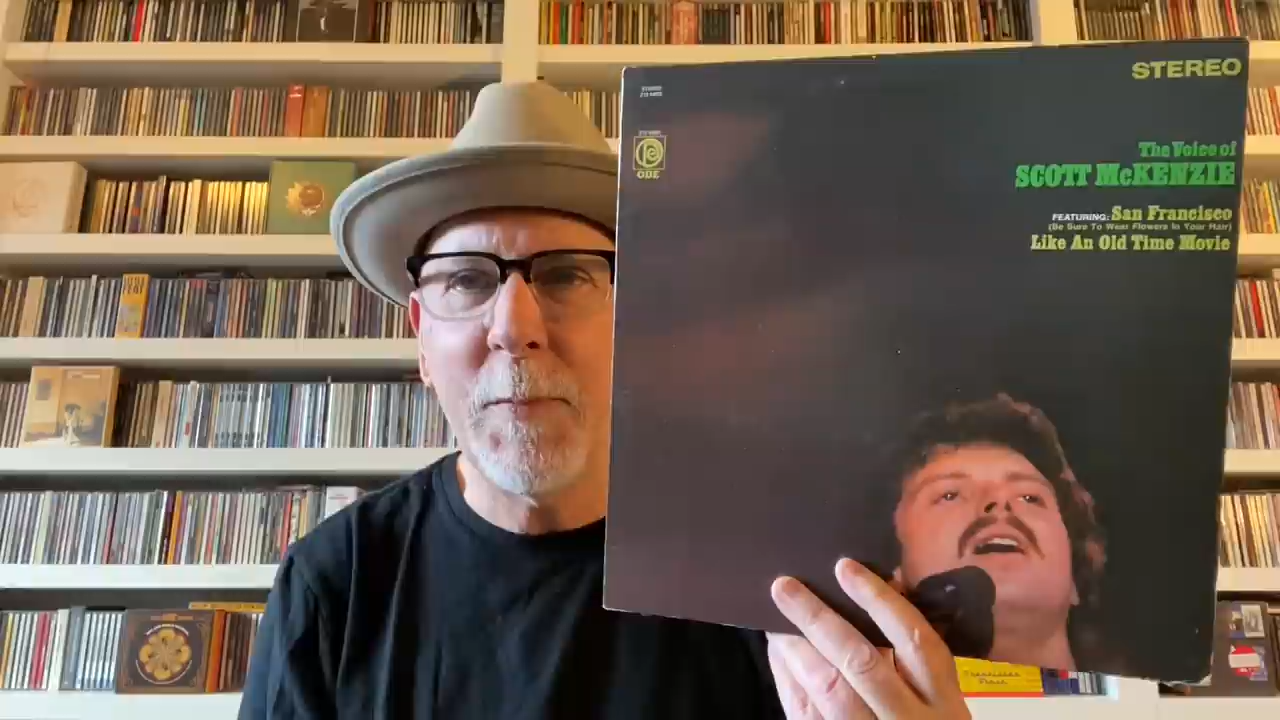 STEREO
ODE
The Voice of
SCOTT McKENZIE
FEATURING: San Francisco
(Be Sure To Wear Flowers In Your Hair)
Like An Old Time Movie